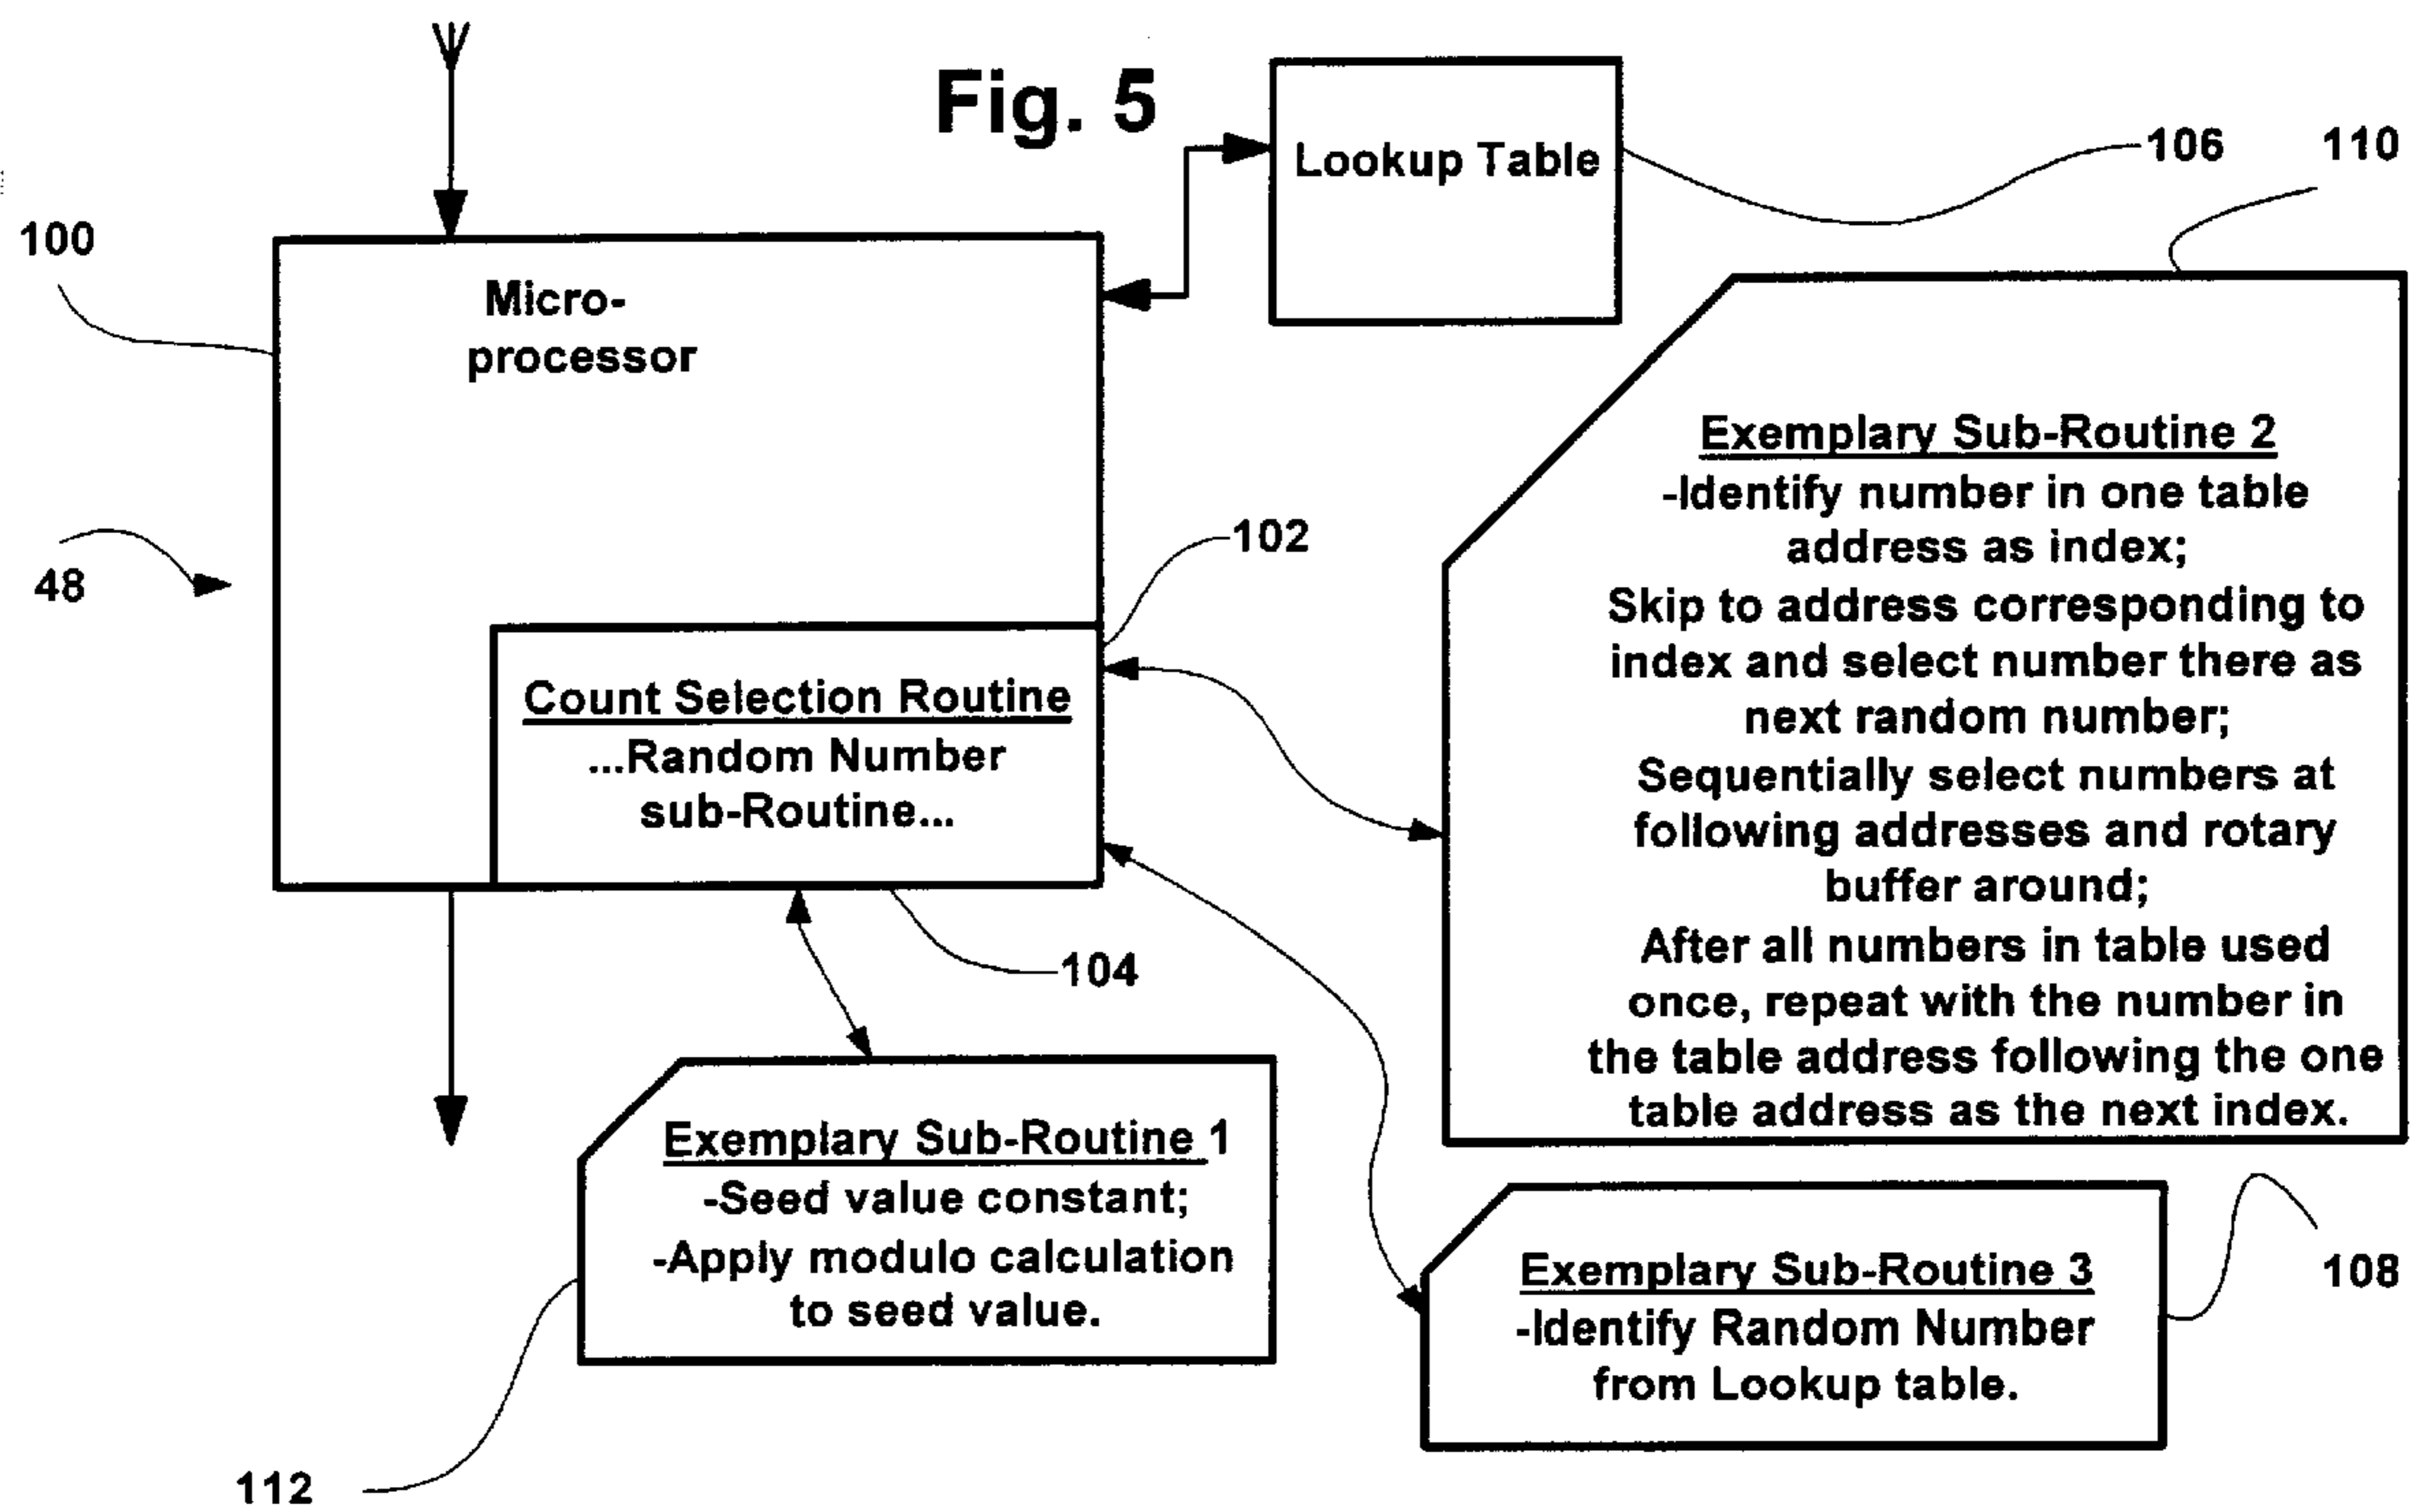 Fig. 5
Lookup Table
106
110
100
Micro-
processor
102
48
Count Selection Routine
...Random Number
sub-Routine...
104
Exemplary Sub-Routine 2
-Identify number in one table
address as index;
Skip to address corresponding to
index and select number there as
next random number;
Sequentially select numbers at
following addresses and rotary
buffer around;
After all numbers in table used
once, repeat with the number in
the table address following the one
table address as the next index.
Exemplary Sub-Routine 1
-Seed value constant;
-Apply modulo calculation
to seed value.
112
Exemplary Sub-Routine 3
-Identify Random Number
from Lookup table.
108